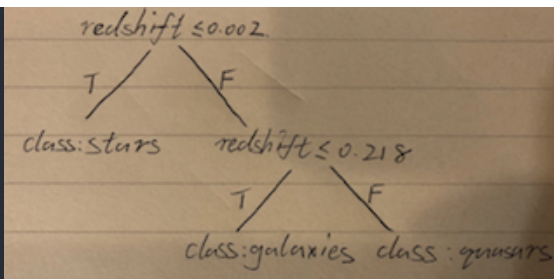 redshift ≤0.002
T F
class:stars redshift ≤ 0.218
T F
class:galaxies class:quasars